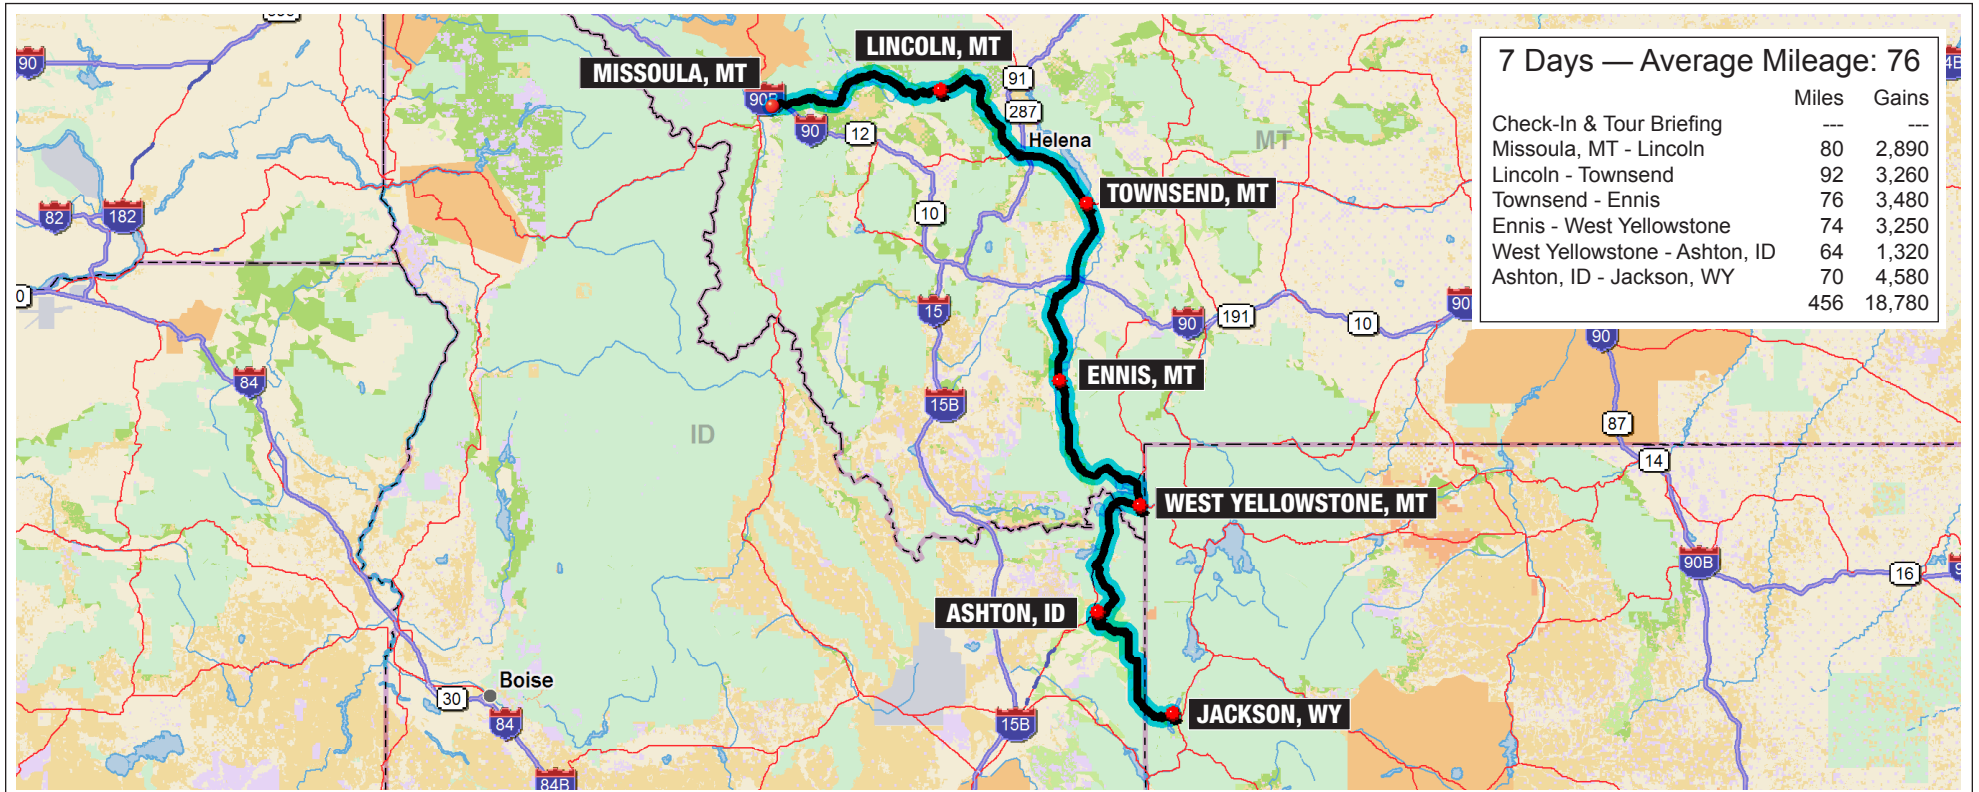 90
LINCOLN, MT
MISSOULA, MT
90B
90
12
91
287
Helena
MT
7 Days — Average Mileage: 76
Miles Gains
Check-In & Tour Briefing --- ---
Missoula, MT - Lincoln 80 2,890
Lincoln - Townsend 92 3,260
Townsend - Ennis 76 3,480
Ennis - West Yellowstone 74 3,250
West Yellowstone - Ashton, ID 64 1,320
Ashton, ID - Jackson, WY 70 4,580
456 18,780
82
182
10
TOWNSEND, MT
15
90
191
10
90
90
84
ENNIS, MT
15B
ID
87
14
WEST YELLOWSTONE, MT
90B
16
ASHTON, ID
Boise
30
84
15B
JACKSON, WY
84B